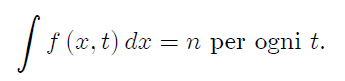 ∫ f (x, t) dx = n per ogni t.